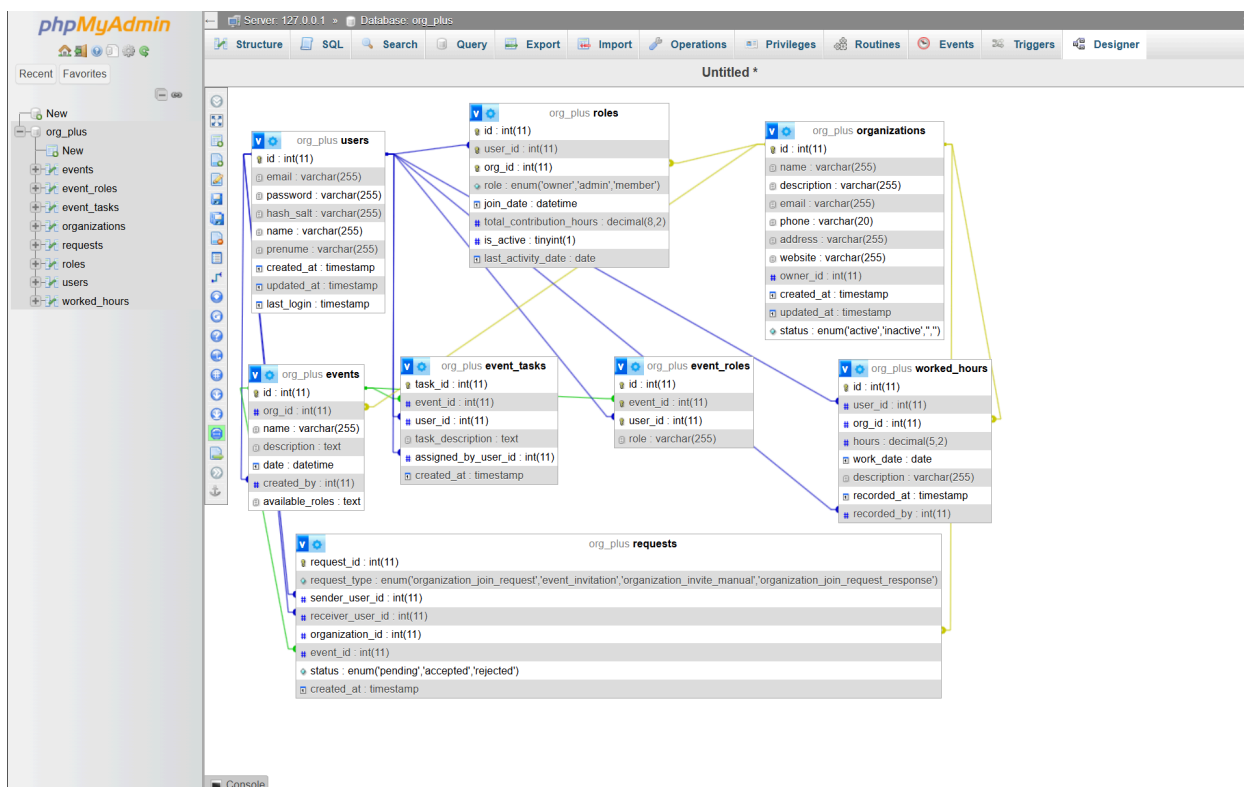 phpMyAdmin
Recent Favorites
New
org_plus
New
events
event_roles
event_tasks
organizations
requests
roles
users
worked_hours
Server: 127.0.0.1 » Database: org_plus
Structure SQL Search Query Export Import Operations Privileges Routines Events Triggers Designer
Untitled *
org_plus users
id : int(11)
email : varchar(255)
password : varchar(255)
hash_salt : varchar(255)
name : varchar(255)
prenume : varchar(255)
created_at : timestamp
updated_at : timestamp
last_login : timestamp
org_plus roles
id : int(11)
user_id : int(11)
org_id : int(11)
role : enum('owner','admin','member')
join_date : datetime
total_contribution_hours : decimal(8,2)
is_active : tinyint(1)
last_activity_date : date
org_plus organizations
id : int(11)
name : varchar(255)
description : varchar(255)
email : varchar(255)
phone : varchar(20)
address : varchar(255)
website : varchar(255)
owner_id : int(11)
created_at : timestamp
updated_at : timestamp
status : enum('active','inactive','','')
org_plus events
id : int(11)
org_id : int(11)
name : varchar(255)
description : text
date : datetime
created_by : int(11)
available_roles : text
org_plus event_tasks
task_id : int(11)
event_id : int(11)
user_id : int(11)
task_description : text
assigned_by_user_id : int(11)
created_at : timestamp
org_plus event_roles
id : int(11)
event_id : int(11)
user_id : int(11)
role : varchar(255)
org_plus worked_hours
id : int(11)
user_id : int(11)
org_id : int(11)
hours : decimal(5,2)
work_date : date
description : varchar(255)
recorded_at : timestamp
recorded_by : int(11)
org_plus requests
request_id : int(11)
request_type : enum('organization_join_request','event_invitation','organization_invite_manual','organization_join_request_response')
sender_user_id : int(11)
receiver_user_id : int(11)
organization_id : int(11)
event_id : int(11)
status : enum('pending','accepted','rejected')
created_at : timestamp
Console